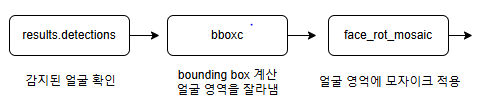 results.detections
bboxc
face_rot_mosaic
감지된 얼굴 확인
bounding box 계산
얼굴 영역을 잘라냄
얼굴 영역에 모자이크 적용